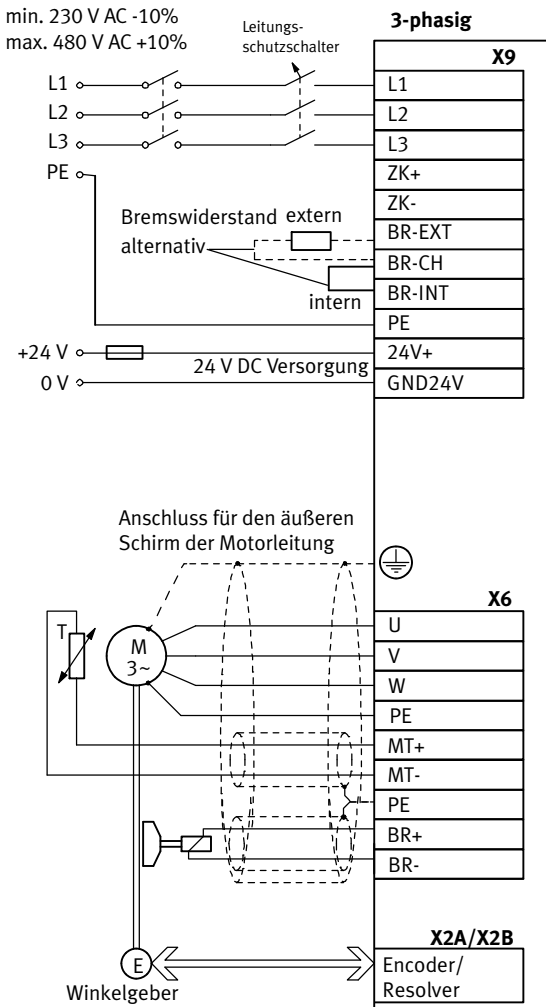 min. 230 V AC -10%
max. 480 V AC +10%
Leitungs-
schutzschalter
3-phasig
X9
L1
L1
L2
L2
L3
L3
PE
ZK+
ZK-
Bremswiderstand extern
alternativ
intern
BR-EXT
BR-CH
BR-INT
PE
+24 V
24 V DC Versorgung
24V+
0 V
GND24V
Anschluss für den äußeren
Schirm der Motorleitung
X6
T
M
3~
U
V
W
PE
MT+
MT-
PE
BR+
BR-
X2A/X2B
E
Encoder/
Resolver
Winkelgeber